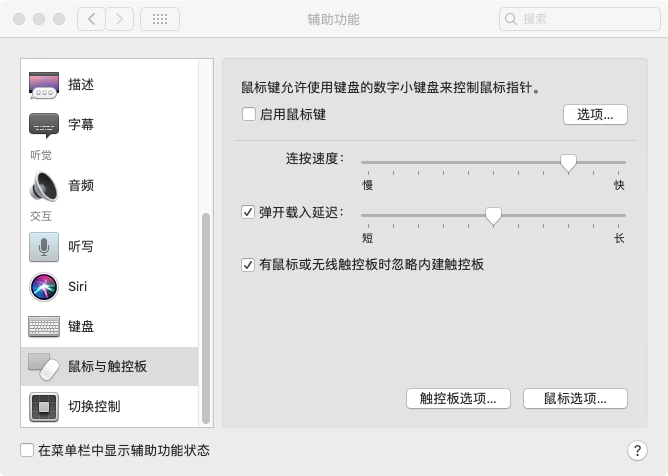 辅助功能
搜索
描述
字幕
听觉
音频
交互
听写
Siri
键盘
鼠标与触控板
切换控制
鼠标键允许使用键盘的数字小键盘来控制鼠标指针。
启用鼠标键
选项...
连按速度：
慢
快
弹开载入延迟：
短
长
有鼠标或无线触控板时忽略内建触控板
触控板选项...
鼠标选项...
在菜单栏中显示辅助功能状态
?